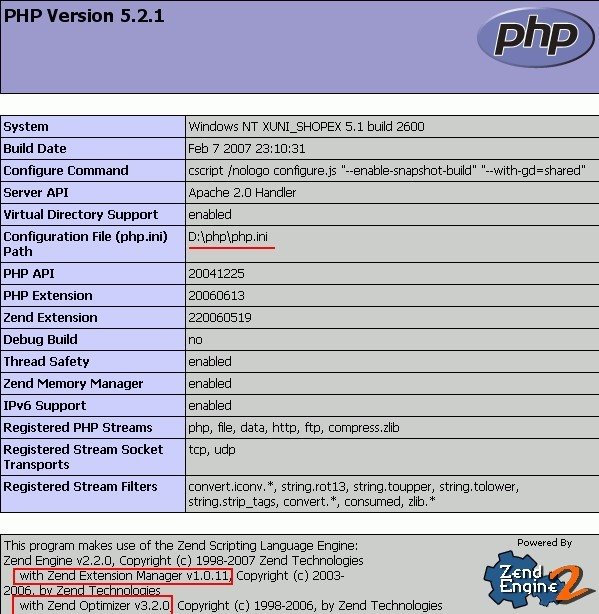 PHP Version 5.2.1
php
System Windows NT XUNI_SHOPEX 5.1 build 2600
Build Date Feb 7 2007 23:10:31
Configure Command cscript /nologo configure.js "--enable-snapshot-build" "--with-gd=shared"
Server API Apache 2.0 Handler
Virtual Directory Support enabled
Configuration File (php.ini) D:\php\php.ini
Path
PHP API 20041225
PHP Extension 20060613
Zend Extension 220060519
Debug Build no
Thread Safety enabled
Zend Memory Manager enabled
IPv6 Support enabled
Registered PHP Streams php, file, data, http, ftp, compress.zlib
Registered Stream Socket tcp, udp
Transports
Registered Stream Filters convert.iconv.*, string.rot13, string.toupper, string.tolower,
string.strip_tags, convert.*, consumed, zlib.*
This program makes use of the Zend Scripting Language Engine:
Zend Engine v2.2.0, Copyright (c) 1998-2007 Zend Technologies
with Zend Extension Manager v1.0.11, Copyright (c) 2003-
2006, by Zend Technologies
with Zend Optimizer v3.2.0, Copyright (c) 1998-2006, by Zend Technologies
Powered By
Zend
Engine 2